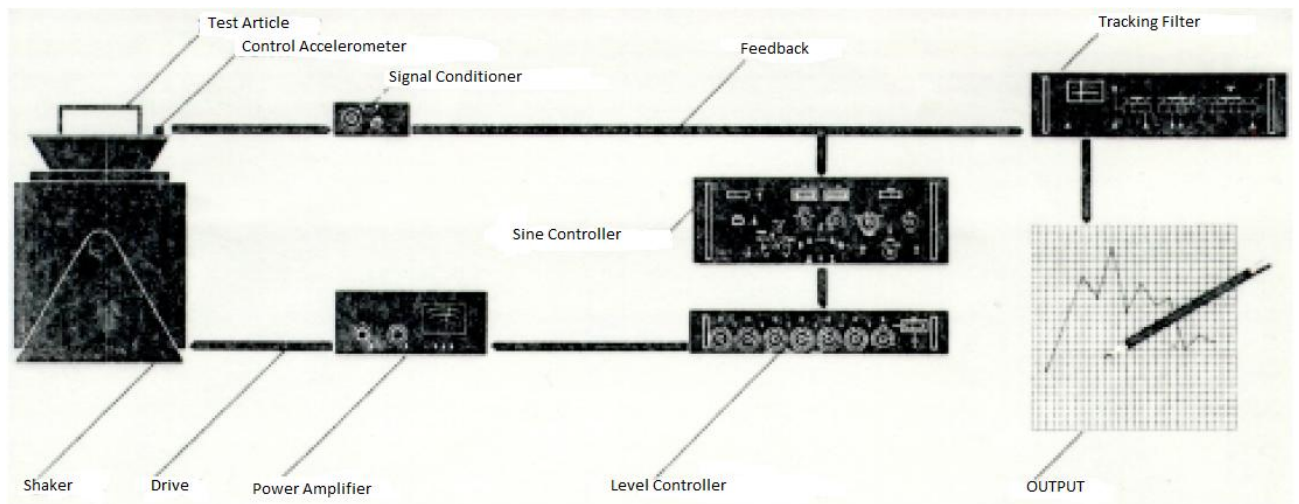 Test Article
Control Accelerometer
Signal Conditioner
Feedback
Tracking Filter
Sine Controller
Shaker
Drive
Power Amplifier
Level Controller
OUTPUT